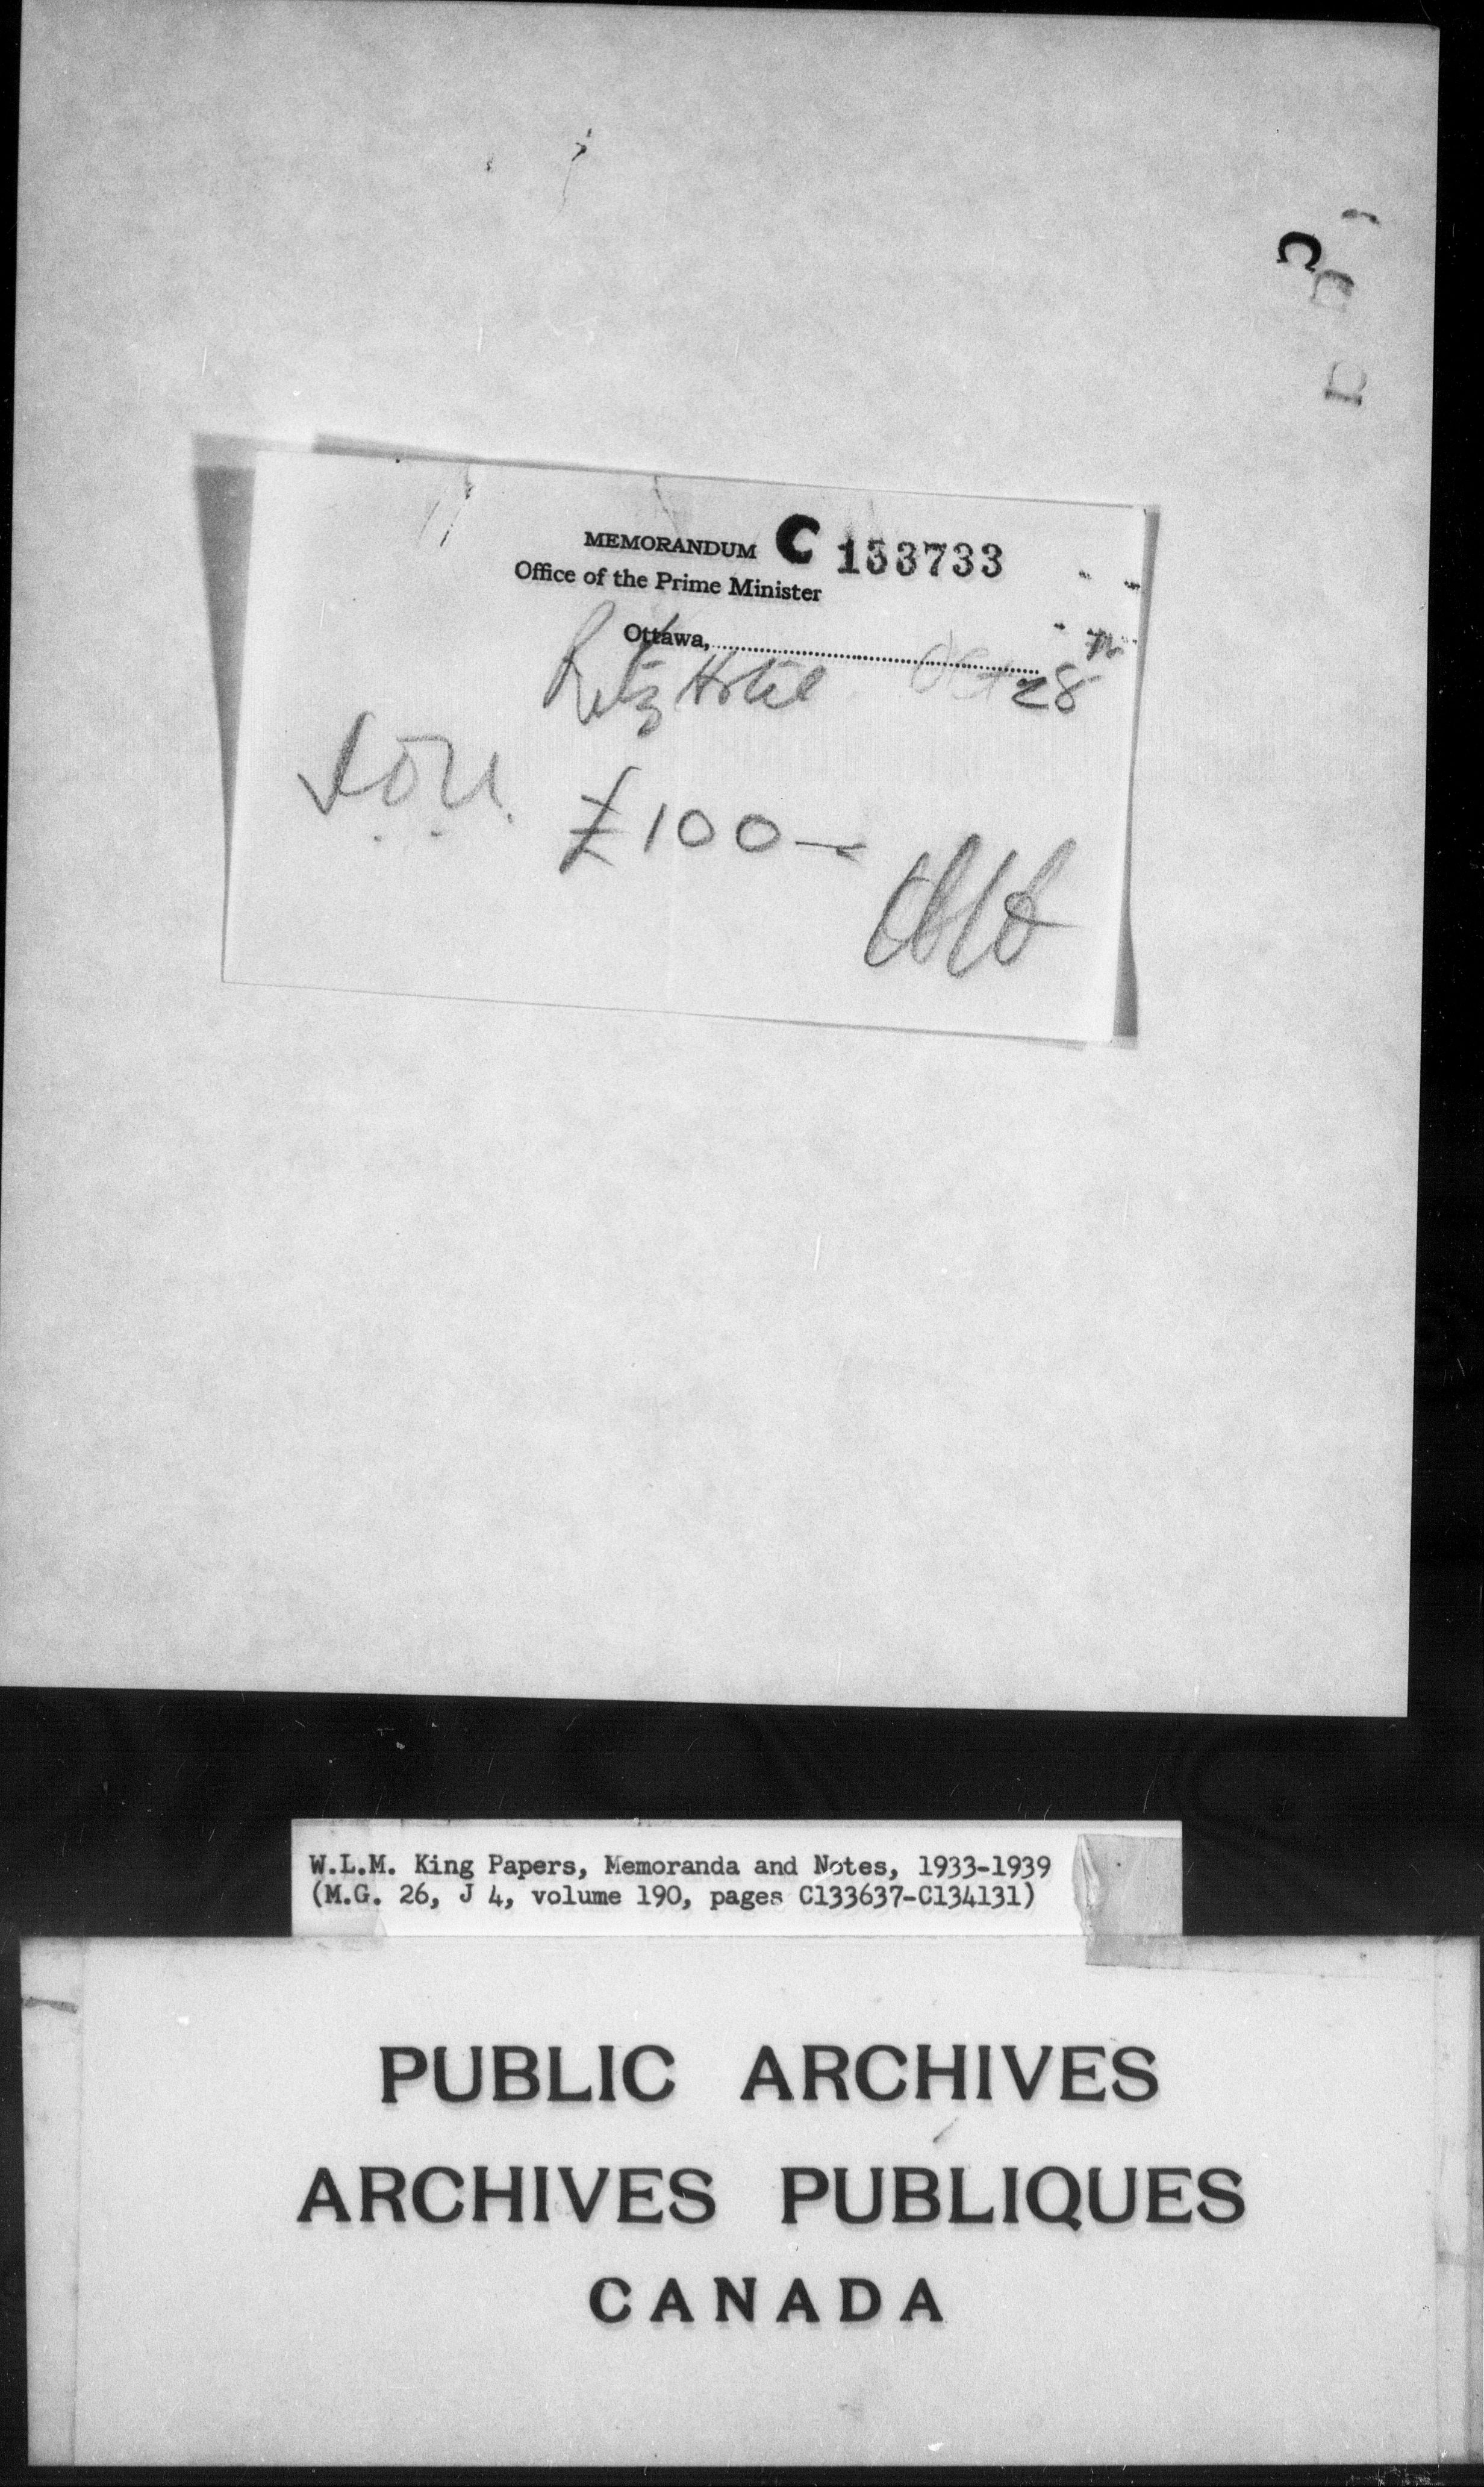 MEMORANDUM C 133733
Office of the Prime Minister
Ottawa,
Ritz Hotel Oct 28th
I.O.U. £100—
W.L.M. King Papers, Memoranda and Notes, 1933-1939
(M.G. 26, J 4, volume 190, pages C133637-C134131)
PUBLIC ARCHIVES
ARCHIVES PUBLIQUES
CANADA